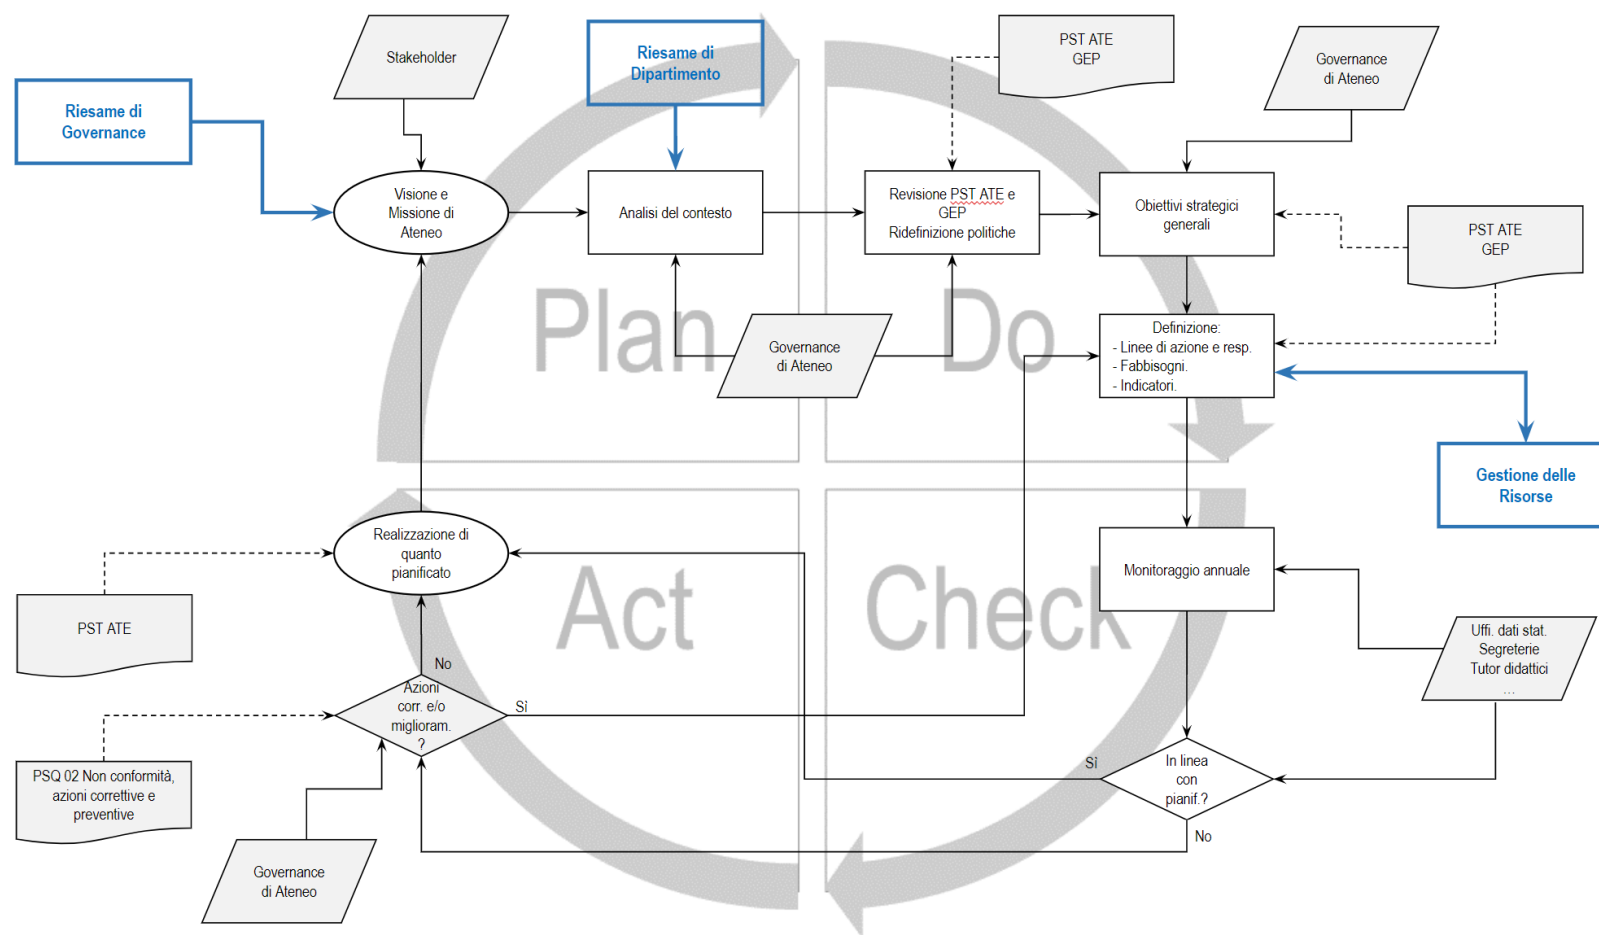 Stakeholder
Riesame di
Dipartimento
PST ATE
GEP
Governance
di Ateneo
Riesame di
Governance
Visione e
Missione di
Ateneo
Analisi del contesto
Revisione PST ATE e
GEP
Ridefinizione politiche
Obiettivi strategici
generali
PST ATE
GEP
Plan
Do
Governance
di Ateneo
Definizione:
- Linee di azione e resp.
- Fabbisogni.
- Indicatori.
Gestione delle
Risorse
Realizzazione di
quanto
pianificato
Act
Check
Monitoraggio annuale
PST ATE
Uffi. dati stat.
Segreterie
Tutor didattici
...
No
Azioni
corr. e/o
miglioram.
?
Sì
Sì
In linea
con
pianif.?
No
PSQ 02 Non conformità,
azioni correttive e
preventive
Governance
di Ateneo